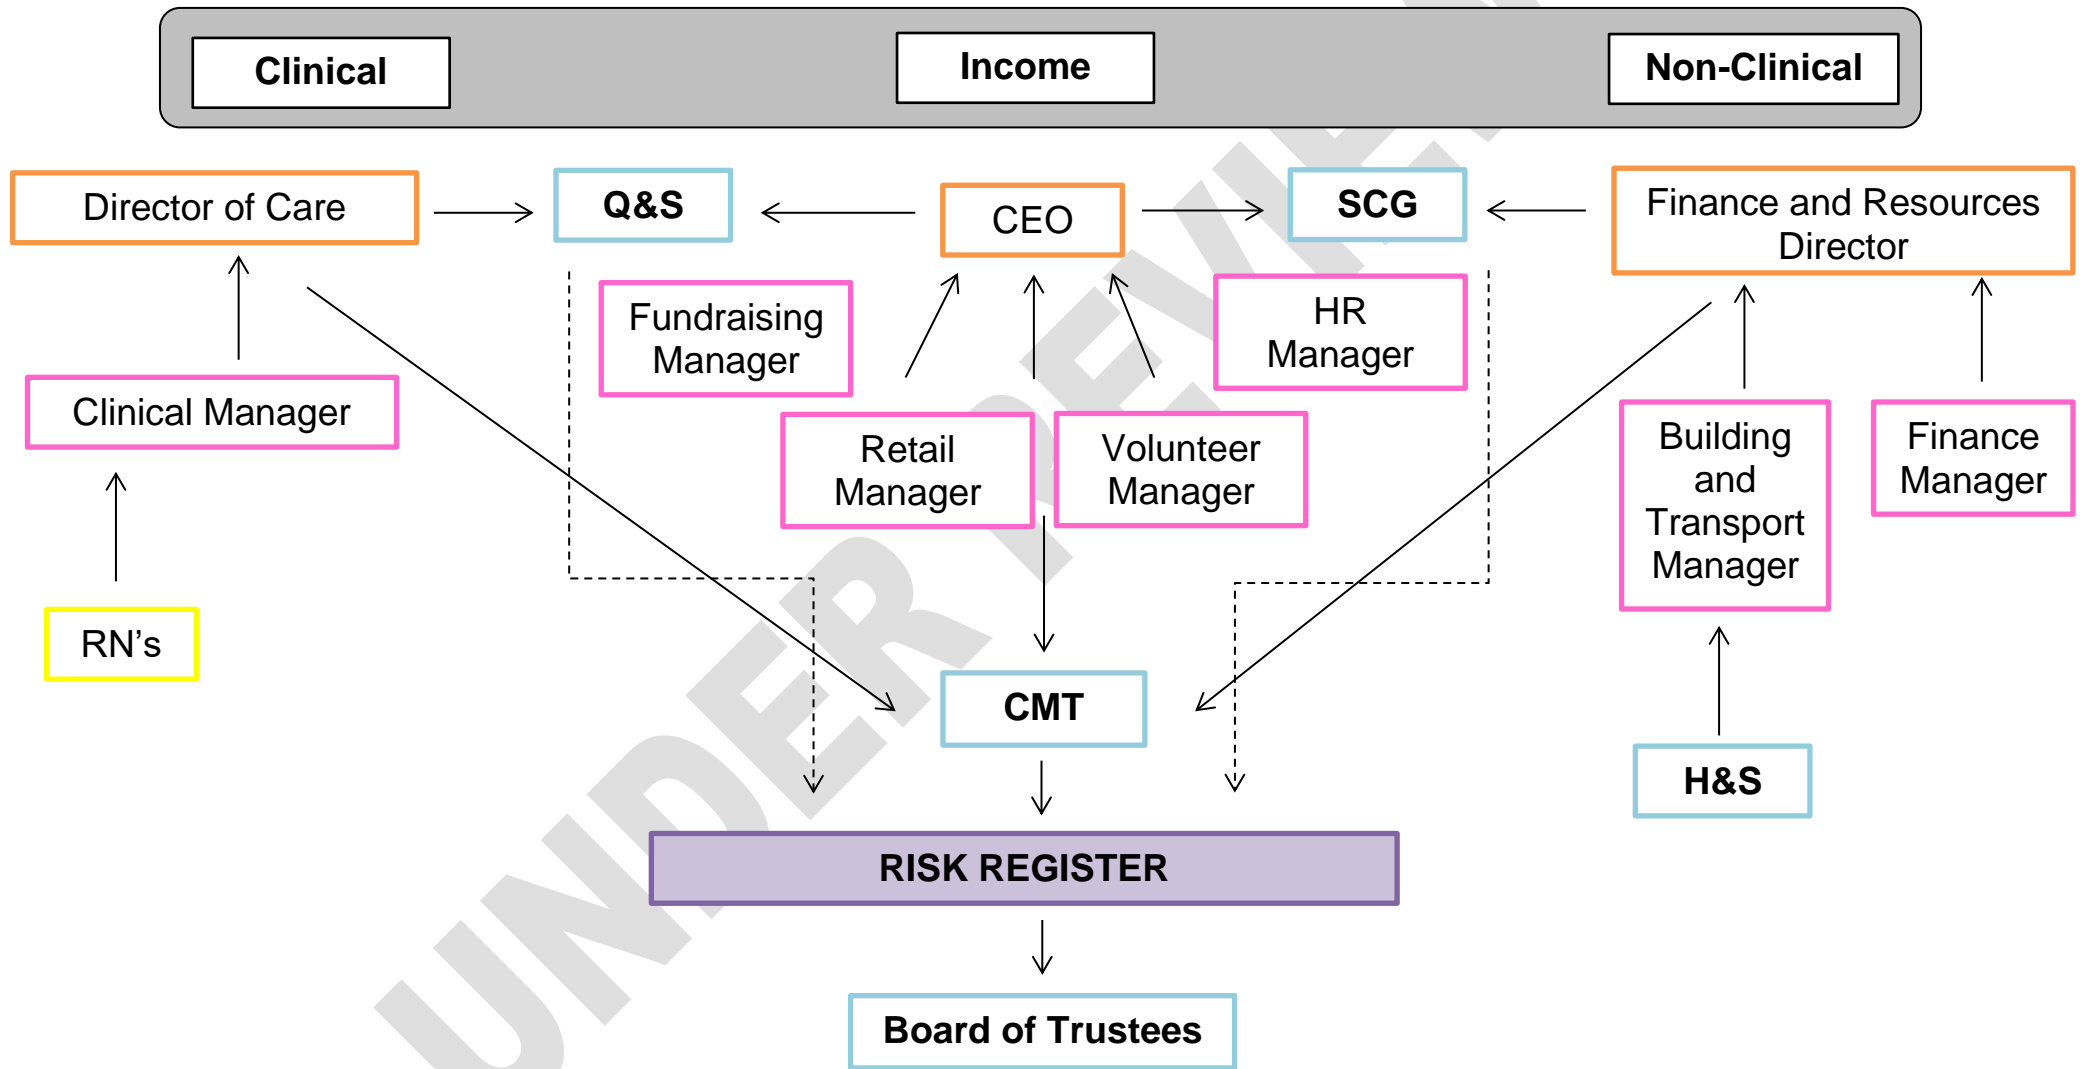 Clinical
Income
Non-Clinical
Director of Care
Q&S
CEO
SCG
Finance and Resources
Director
Fundraising
Manager
HR
Manager
Clinical Manager
Retail
Manager
Volunteer
Manager
Building
and
Transport
Manager
Finance
Manager
RN’s
CMT
H&S
RISK REGISTER
Board of Trustees
UNDER REVIEW